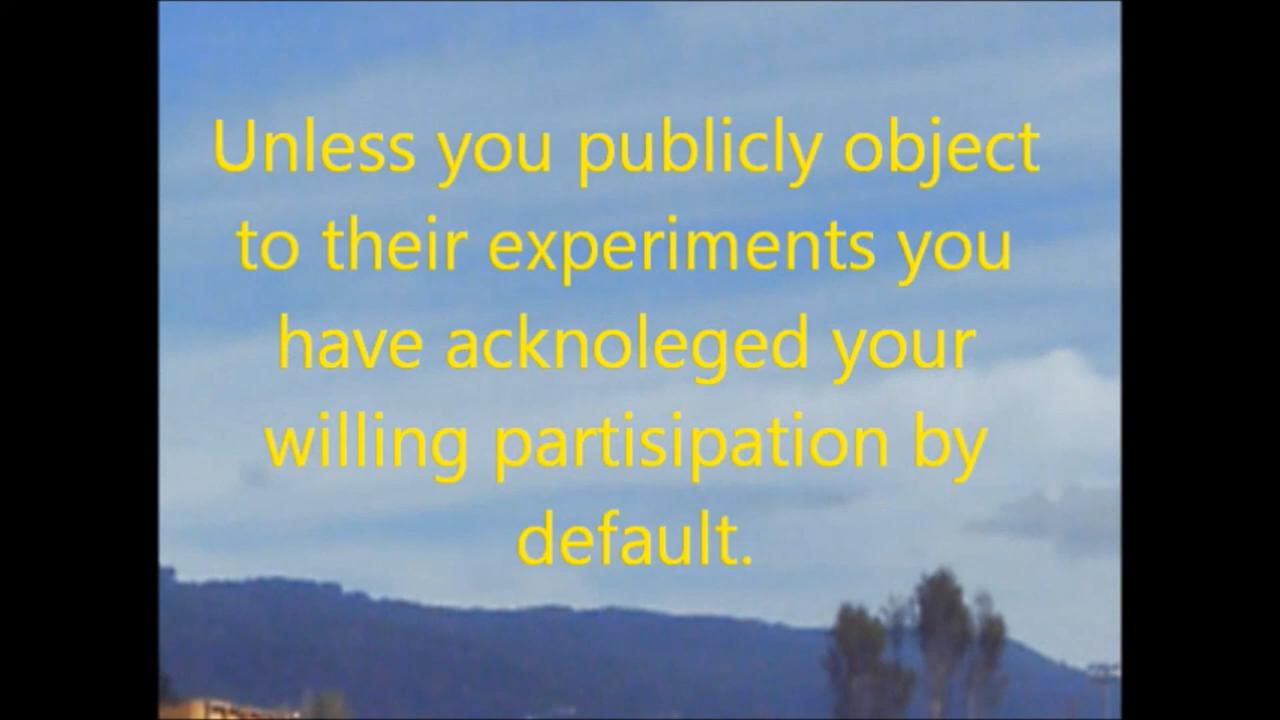 Unless you publicly object
to their experiments you
have acknoleged your
willing partisipation by
default.